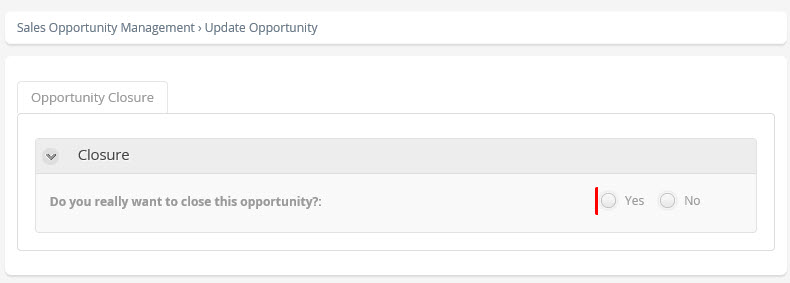 Sales Opportunity Management › Update Opportunity
Opportunity Closure
Closure
Do you really want to close this opportunity?: Yes No